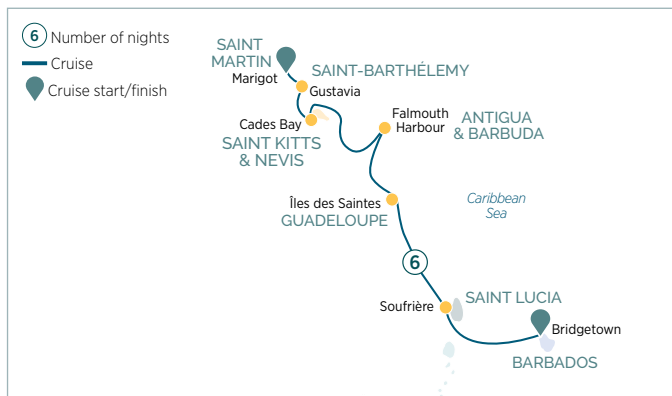 6 Number of nights
Cruise
Cruise start/finish
SAINT
MARTIN
Marigot
SAINT-BARTHÉLEMY
Gustavia
Cades Bay
SAINT KITTS
& NEVIS
Falmouth
Harbour
ANTIGUA
& BARBUDA
Îles des Saintes
GUADELOUPE
Caribbean
Sea
6
Soufrière
SAINT LUCIA
Bridgetown
BARBADOS